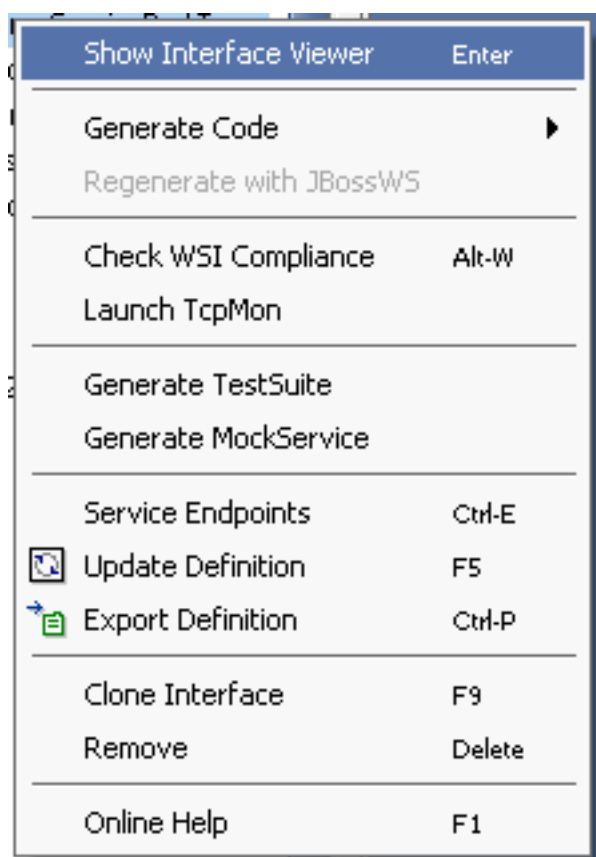 Show Interface Viewer Enter
Generate Code
Regenerate with JBossWS
Check WSI Compliance Alt-W
Launch TcpMon
Generate TestSuite
Generate MockService
Service Endpoints Ctrl-E
Update Definition F5
Export Definition Ctrl-P
Clone Interface F9
Remove Delete
Online Help F1